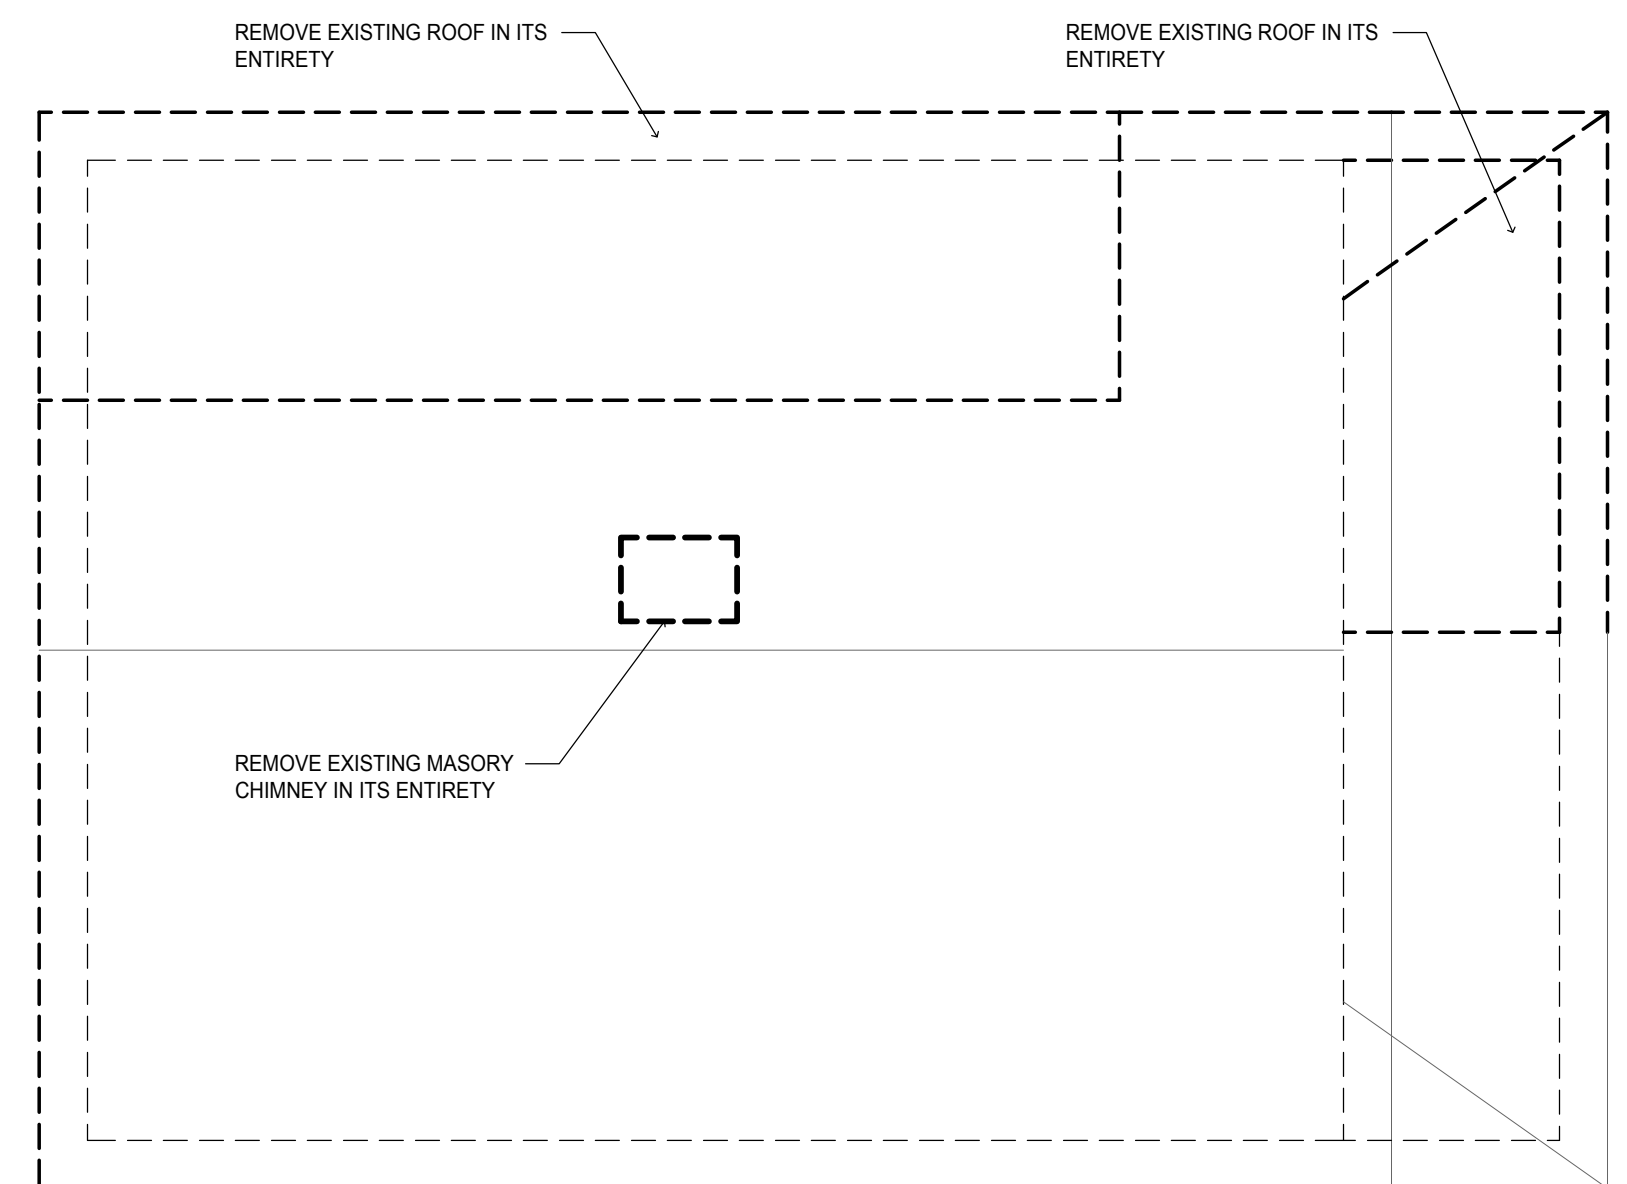 REMOVE EXISTING ROOF IN ITS
ENTIRETY
REMOVE EXISTING ROOF IN ITS
ENTIRETY
REMOVE EXISTING MASORY
CHIMNEY IN ITS ENTIRETY